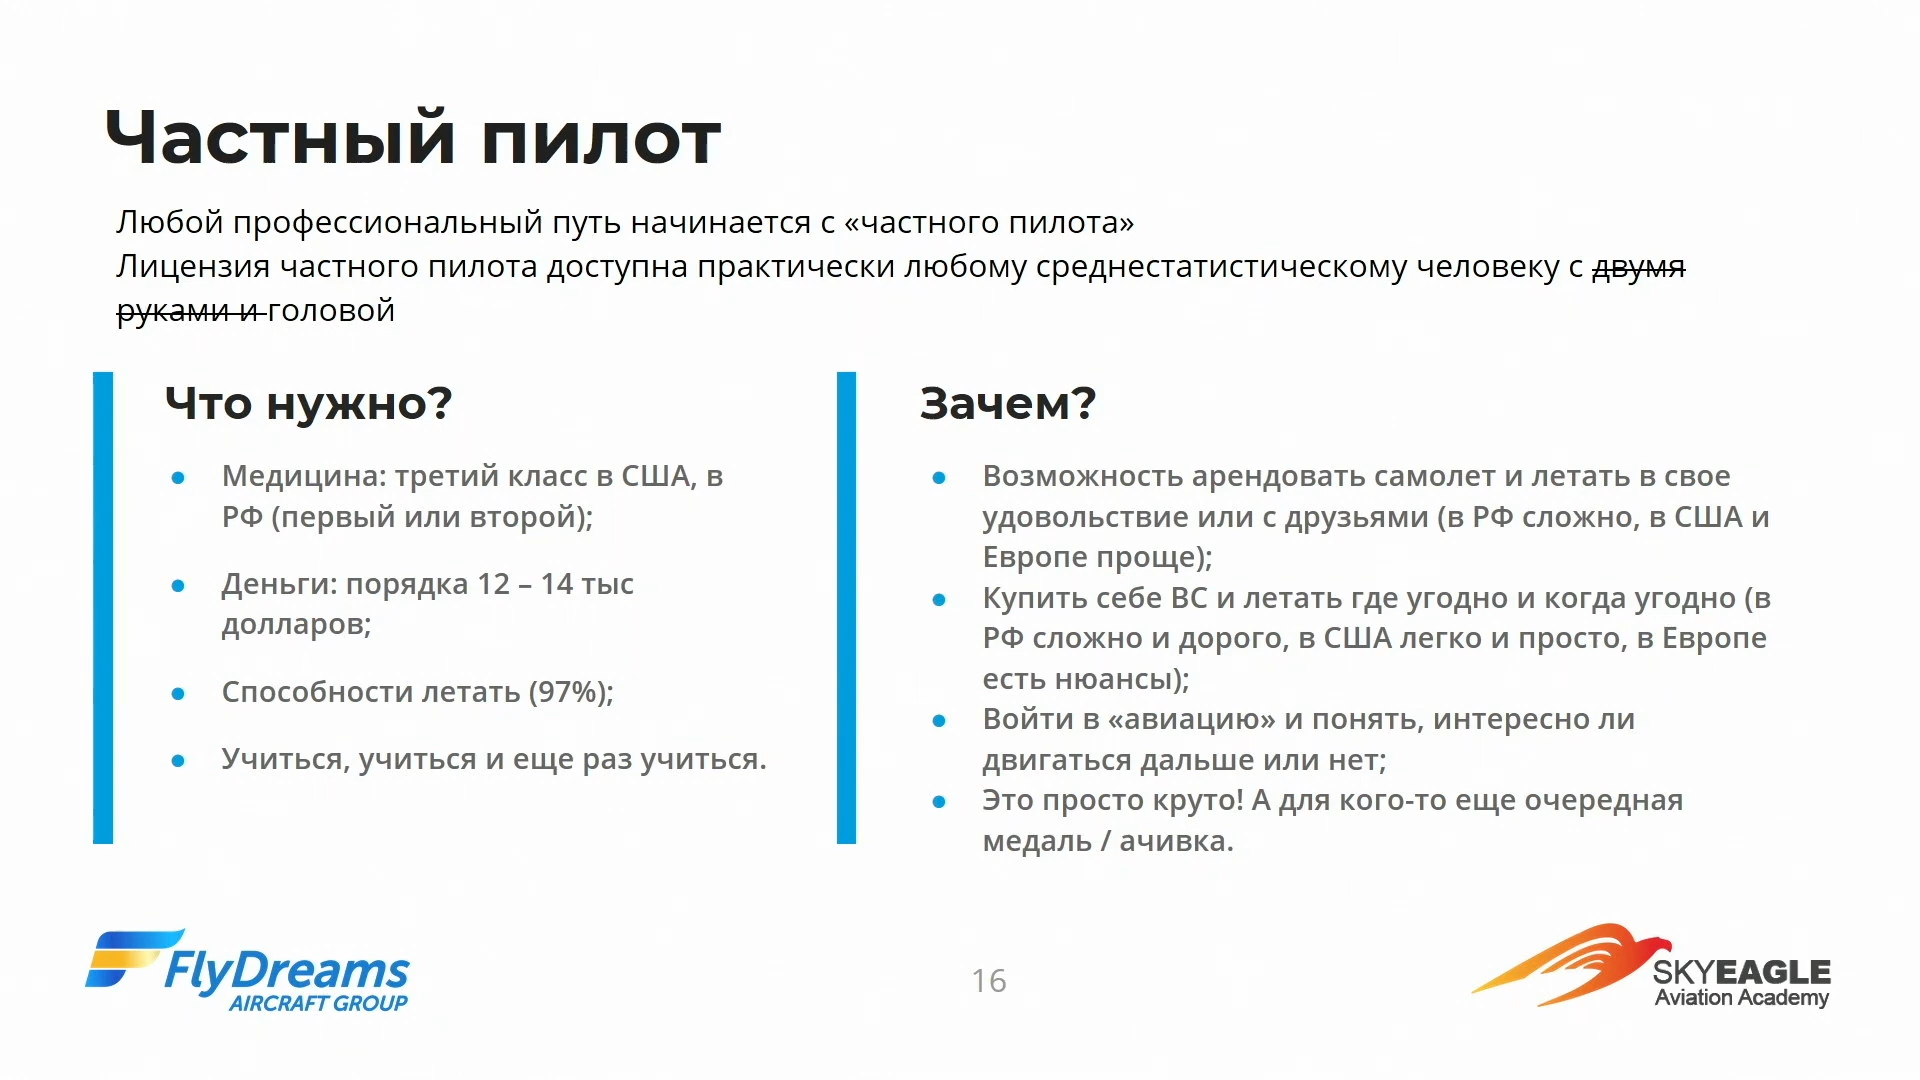 Частный пилот
Любой профессиональный путь начинается с «частного пилота»
Лицензия частного пилота доступна практически любому среднестатистическому человеку с двумя
руками и головой
Что нужно?
Медицина: третий класс в США, в
РФ (первый или второй);
Деньги: порядка 12 – 14 тыс
долларов;
Способности летать (97%);
Учиться, учиться и еще раз учиться.
Зачем?
Возможность арендовать самолет и летать в свое
удовольствие или с друзьями (в РФ сложно, в США и
Европе проще);
Купить себе ВС и летать где угодно и когда угодно (в
РФ сложно и дорого, в США легко и просто, в Европе
есть нюансы);
Войти в «авиацию» и понять, интересно ли
двигаться дальше или нет;
Это просто круто! А для кого-то еще очередная
медаль / ачивка.
FlyDreams
AIRCRAFT GROUP
16
SKYEAGLE
Aviation Academy